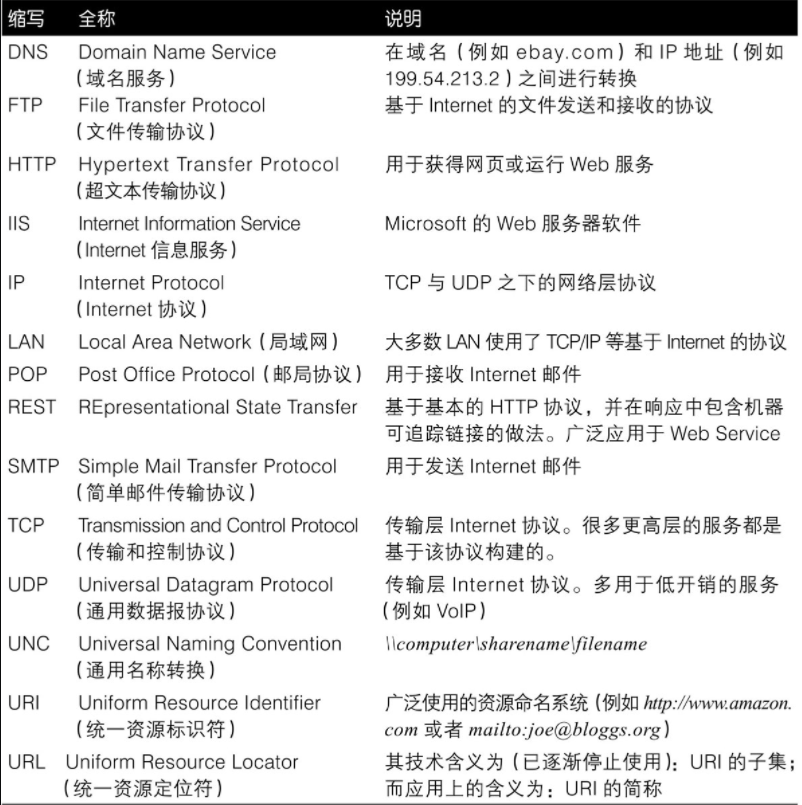 缩写 全称 说明
DNS Domain Name Service 在域名（例如 ebay.com）和 IP 地址（例如
（域名服务） 199.54.213.2）之间进行转换
FTP File Transfer Protocol 基于 Internet 的文件发送和接收的协议
（文件传输协议）
HTTP Hypertext Transfer Protocol 用于获得网页或运行 Web 服务
（超文本传输协议）
IIS Internet Information Service Microsoft 的 Web 服务器软件
（Internet 信息服务）
IP Internet Protocol TCP 与 UDP 之下的网络层协议
（Internet 协议）
LAN Local Area Network（局域网） 大多数 LAN 使用了 TCP/IP 等基于 Internet 的协议
POP Post Office Protocol（邮局协议） 用于接收 Internet 邮件
REST REpresentational State Transfer 基于基本的 HTTP 协议，并在响应中包含机器
可追踪链接的做法。广泛应用于 Web Service
SMTP Simple Mail Transfer Protocol 用于发送 Internet 邮件
（简单邮件传输协议）
TCP Transmission and Control Protocol 传输层 Internet 协议。很多更高层的服务都是
（传输和控制协议） 基于该协议构建的。
UDP Universal Datagram Protocol 传输层 Internet 协议。多用于低开销的服务
（通用数据报协议） （例如 VoIP）
UNC Universal Naming Convention \\computer\sharename\filename
（通用名称转换）
URI Uniform Resource Identifier 广泛使用的资源命名系统（例如 http://www.amazon.
（统一资源标识符） com 或者 mailto:joe@bloggs.org）
URL Uniform Resource Locator 其技术含义为（已逐渐停止使用）：URI 的子集；
（统一资源定位符） 而应用上的含义为：URI 的简称